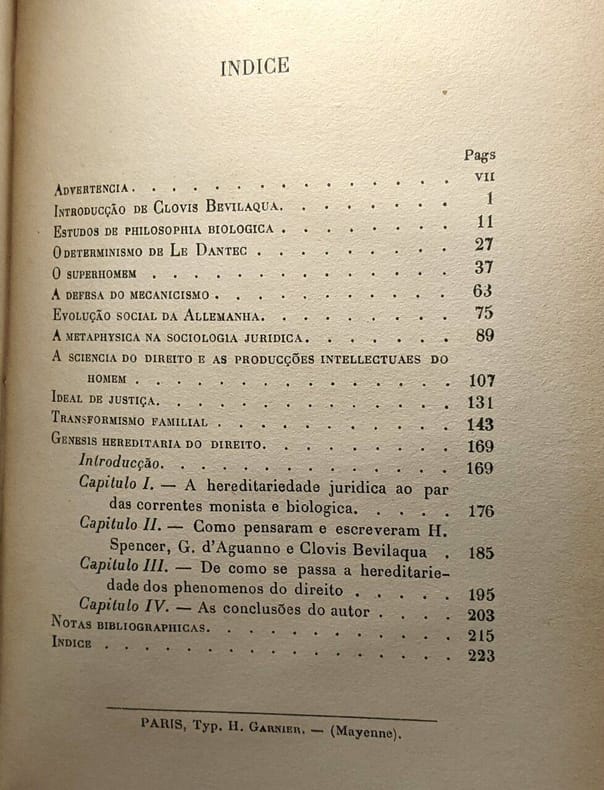 INDICE
Pags
ADVERTENCIA. . . . . . . . . . . . . VII
INTRODUCÇÃO DE CLOVIS BEVILAQUA. . . . . . . 1
ESTUDOS DE PHILOSOPHIA BIOLOGICA . . . . . . . 11
O DETERMINISMO DE LE DANTEC . . . . . . . . 27
O SUPERHOMEM . . . . . . . . . . . . 37
A DEFESA DO MECANICISMO . . . . . . . . . 63
EVOLUÇÃO SOCIAL DA ALLEMANHA. . . . . . . . 75
A METAPHYSICA NA SOCIOLOGIA JURIDICA. . . . . . 89
A SCIENCIA DO DIREITO E AS PRODUCÇÕES INTELLECTUAES DO
HOMEM . . . . . . . . . . . . . 107
IDEAL DE JUSTIÇA. . . . . . . . . . . . 131
TRANSFORMISMO FAMILIAL . . . . . . . . . 143
GENESIS HEREDITARIA DO DIREITO. . . . . . . . 169
Introducção. . . . . . . . . . . . 169
Capitulo I. — A hereditariedade juridica ao par
das correntes monista e biologica. . . . . 176
Capitulo II. — Como pensaram e escreveram H.
Spencer, G. d'Aguanno e Clovis Bevilaqua . 185
Capitulo III. — De como se passa a hereditarie-
dade dos phenomenos do direito . . . . . 195
Capitulo IV. — As conclusões do autor . . . . 203
NOTAS BIBLIOGRAPHICAS. . . . . . . . . . 215
INDICE . . . . . . . . . . . . . . 223
PARIS, Typ. H. GARNIER. — (Mayenne).